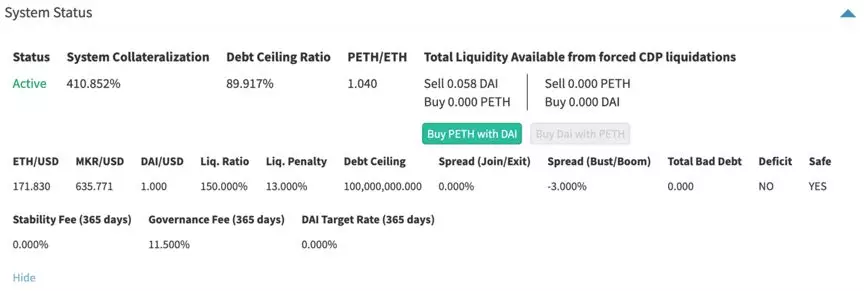 System Status
Status System Collateralization Debt Ceiling Ratio PETH/ETH Total Liquidity Available from forced CDP liquidations
Active 410.852% 89.917% 1.040 Sell 0.058 DAI Sell 0.000 PETH
Buy 0.000 PETH Buy 0.000 DAI
Buy PETH with DAI Buy Dai with PETH
ETH/USD MKR/USD DAI/USD Liq. Ratio Liq. Penalty Debt Ceiling Spread (Join/Exit) Spread (Bust/Boom) Total Bad Debt Deficit Safe
171.830 635.771 1.000 150.000% 13.000% 100,000,000.000 0.000% -3.000% 0.000 NO YES
Stability Fee (365 days) Governance Fee (365 days) DAI Target Rate (365 days)
0.000% 11.500% 0.000%
Hide